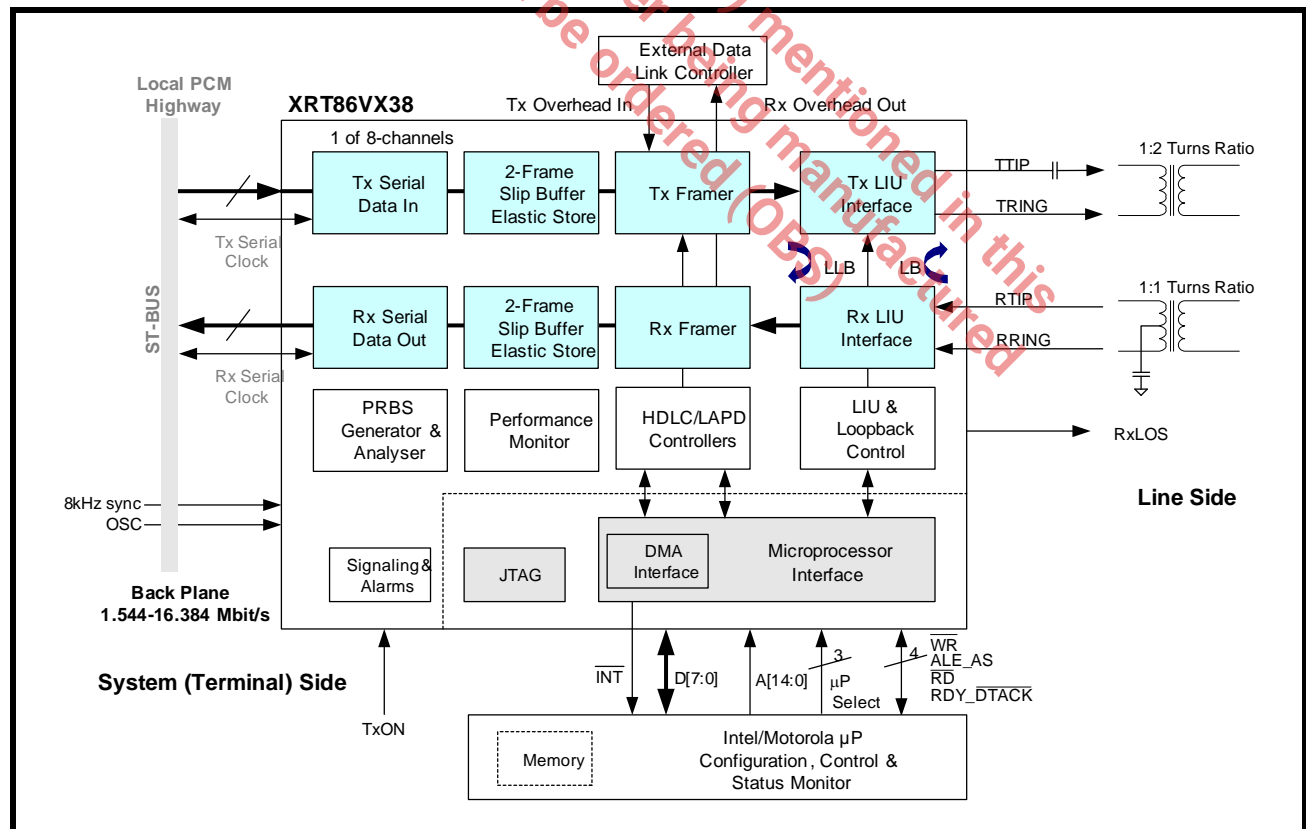 ) mentioned in this
er being manufactured
be ordered (OBS)
External Data
Link Controller
Local PCM
Highway
XRT86VX38
Tx Overhead In
Rx Overhead Out
1 of 8-channels
Tx Serial
Data In
2-Frame
Slip Buffer
Elastic Store
Tx Framer
Tx LIU
Interface
TTIP
TRING
1:2 Turns Ratio
Tx Serial
Clock
LLB
LB
ST-BUS
Rx Serial
Data Out
2-Frame
Slip Buffer
Elastic Store
Rx Framer
Rx LIU
Interface
RTIP
RRING
1:1 Turns Ratio
Rx Serial
Clock
PRBS
Generator &
Analyser
Performance
Monitor
HDLC/LAPD
Controllers
LIU &
Loopback
Control
RxLOS
Line Side
8kHz sync
OSC
Signaling &
Alarms
JTAG
DMA
Interface
Microprocessor
Interface
Back Plane
1.544-16.384 Mbit/s
System (Terminal) Side
TxON
INT
D[7:0]
A[14:0]
3
µP
Select
4
WR
ALE_AS
RD
RDY_DTACK
Memory
Intel/Motorola µP
Configuration, Control &
Status Monitor